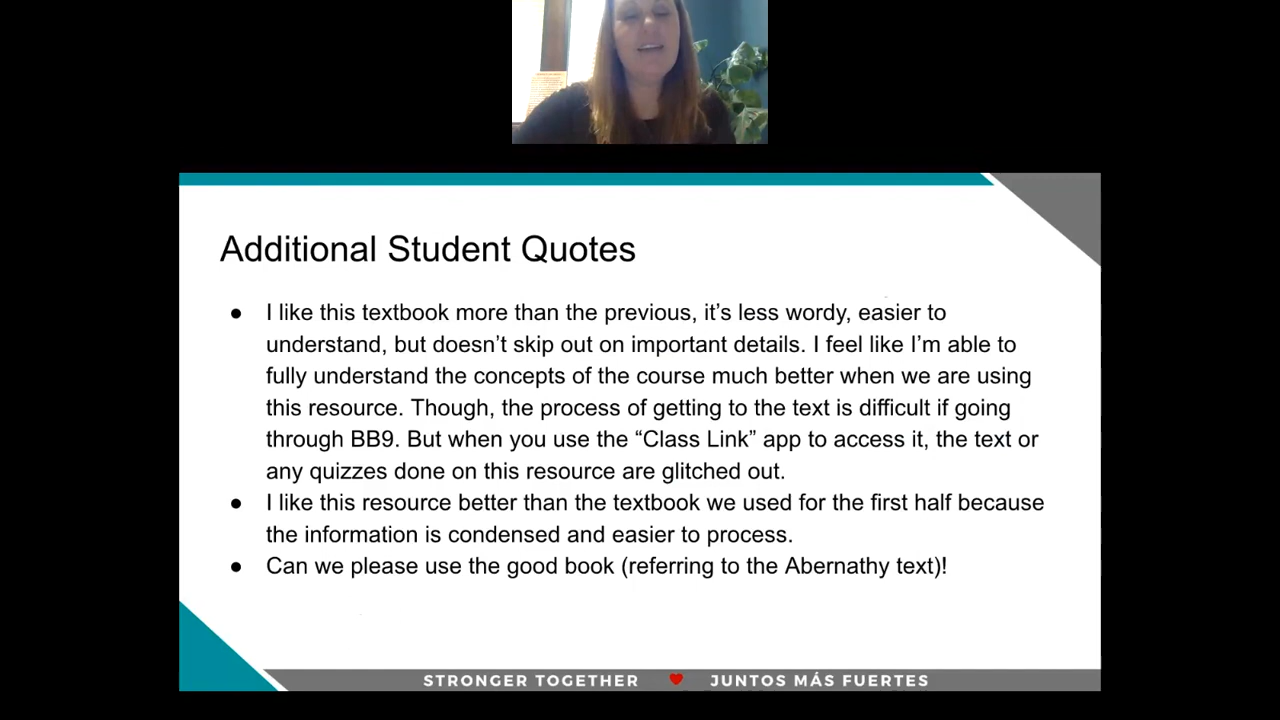 Additional Student Quotes
● I like this textbook more than the previous, it’s less wordy, easier to
understand, but doesn’t skip out on important details. I feel like I’m able to
fully understand the concepts of the course much better when we are using
this resource. Though, the process of getting to the text is difficult if going
through BB9. But when you use the “Class Link” app to access it, the text or
any quizzes done on this resource are glitched out.
● I like this resource better than the textbook we used for the first half because
the information is condensed and easier to process.
● Can we please use the good book (referring to the Abernathy text)!
STRONGER TOGETHER ♥ JUNTOS MÁS FUERTES